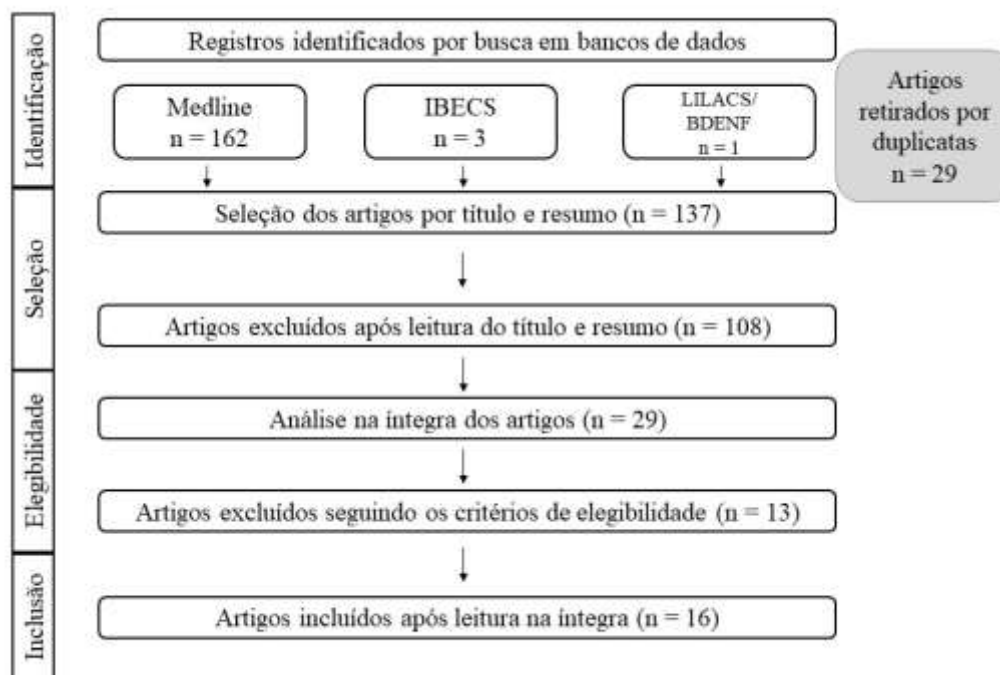 Identificação
Registros identificados por busca em bancos de dados
Medline
n = 162
IBECS
n = 3
LILACS/
BDENF
n = 1
Artigos
retirados por
duplicatas
n = 29
Seleção
Seleção dos artigos por título e resumo (n = 137)
Artigos excluídos após leitura do título e resumo (n = 108)
Elegibilidade
Análise na íntegra dos artigos (n = 29)
Artigos excluídos seguindo os critérios de elegibilidade (n = 13)
Inclusão
Artigos incluídos após leitura na íntegra (n = 16)